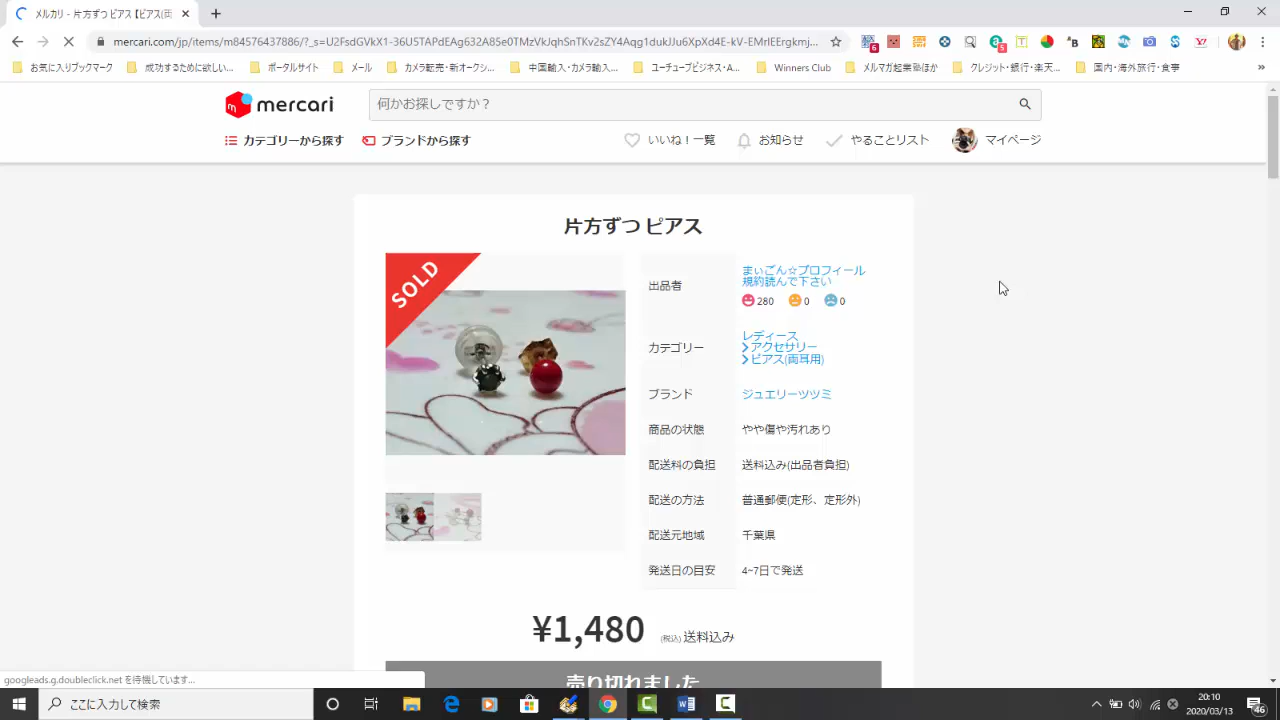 メルカリ - 片方ずつ ピアス【ピアス(両
mercari.com/jp/items/m84576437886/?_s=U2FsdGVkX1-36U5TAPdEAg632A85e0TMzVkJqhSnTKv2sZY4Aqg1dukJJu6XpXd4E-kV-EMrlEErgkmj...
お気に入りブックマーク
成功するために欲しい...
ポータルサイト
メール
カメラ転売・新オークシ...
中国輸入・カメラ輸入...
ユーチューブビジネス・A...
Winners Club
メルマガ起業塾ほか
クレジット・銀行・楽天...
国内・海外旅行・食事
mercari
何かお探しですか？
カテゴリーから探す
ブランドから探す
いいね！一覧
お知らせ
やることリスト
マイページ
片方ずつ ピアス
SOLD
出品者
まぃごん☆プロフィール
規約読んで下さい
280
0
0
カテゴリー
レディース
アクセサリー
ピアス(両耳用)
ブランド
ジュエリーツツミ
商品の状態
やや傷や汚れあり
配送料の負担
送料込み(出品者負担)
配送の方法
普通郵便(定形、定形外)
配送元地域
千葉県
発送日の目安
4~7日で発送
¥1,480 (税込) 送料込み
売り切れました
googleads.g.doubleclick.net を待機しています...
ここに入力して検索
20:10
2020/03/13
46